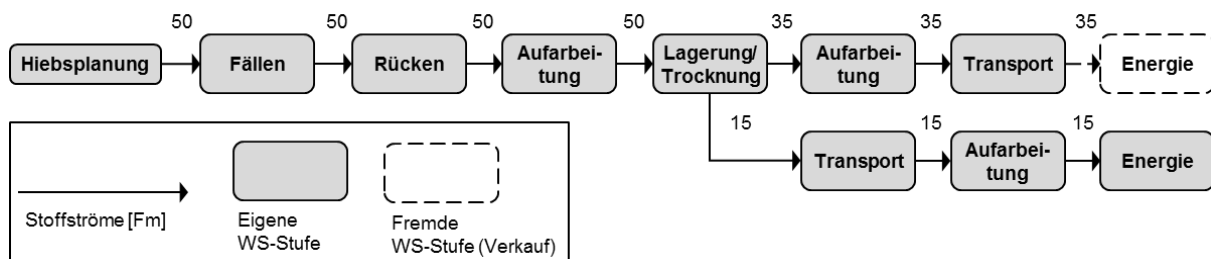 50 50 50 50 35 35 35
Hiebsplanung Fällen Rücken Aufarbei-
tung Lagerung/
Trocknung Aufarbei-
tung Transport Energie
15 15 15
Transport Aufarbei-
tung Energie
Stoffströme [Fm]
Eigene
WS-Stufe
Fremde
WS-Stufe (Verkauf)